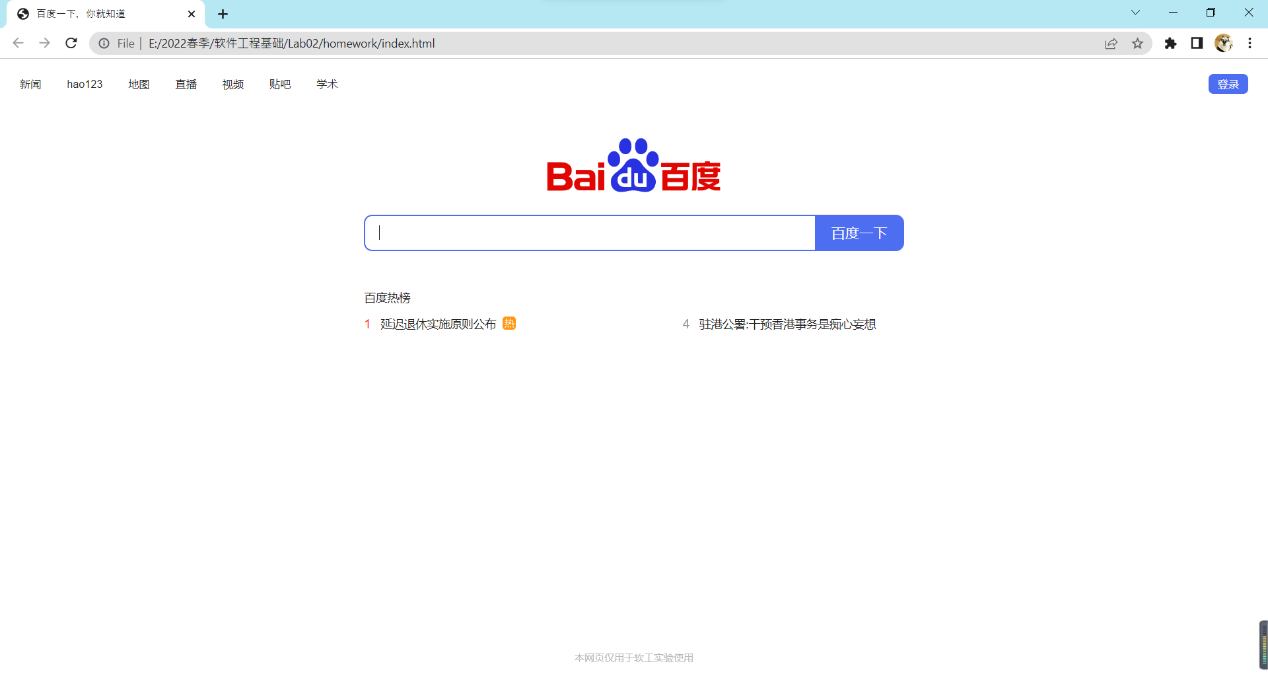 百度一下，你就知道
File | E:/2022春季/软件工程基础/Lab02/homework/index.html
新闻 hao123 地图 直播 视频 贴吧 学术 登录
Bai du 百度
百度一下
百度热榜
1 延迟退休实施原则公布 热 4 驻港公署:干预香港事务是痴心妄想
本网页仅用于软工实验使用